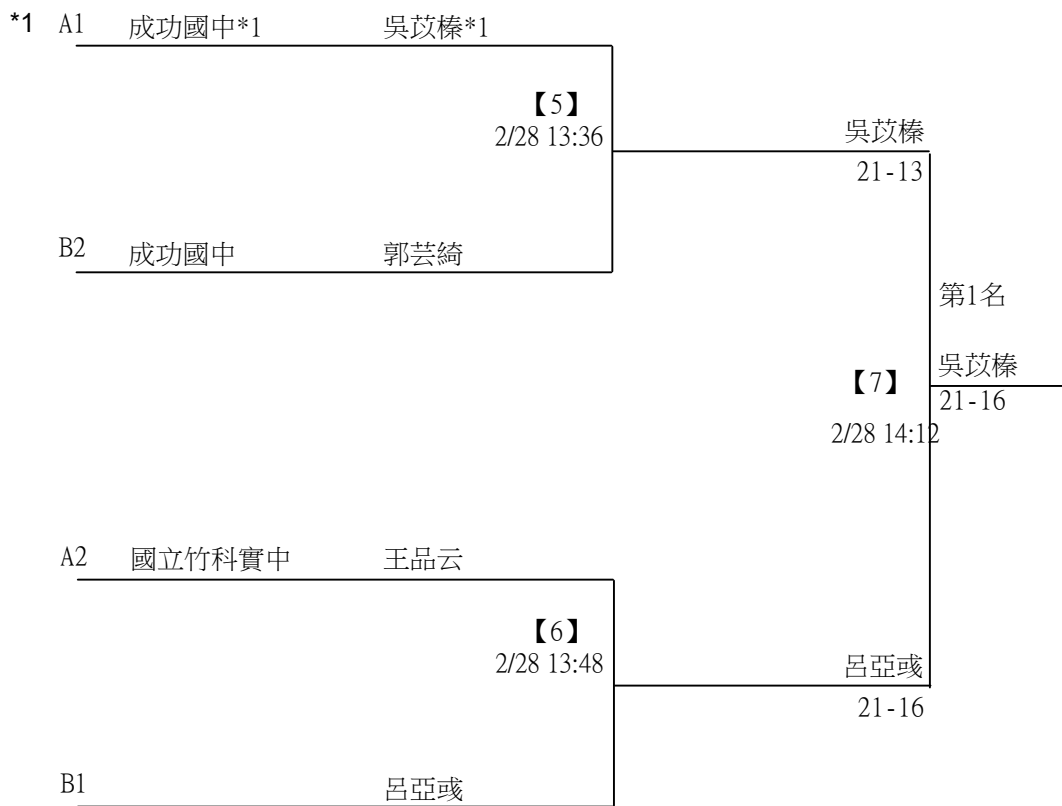 *1 A1 成功國中*1 吳苡榛*1
【5】
2/28 13:36
吳苡榛
21-13
B2 成功國中 郭芸綺
第1名
【7】
吳苡榛
21-16
2/28 14:12
A2 國立竹科實中 王品云
【6】
2/28 13:48
呂亞彧
21-16
B1 呂亞彧